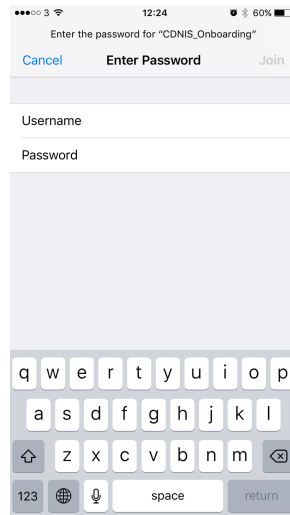 3 12:24 60%
Enter the password for “CDNIS_Onboarding”
Cancel Enter Password Join
Username
Password
q w e r t y u i o p
a s d f g h j k l
z x c v b n m
123 space return